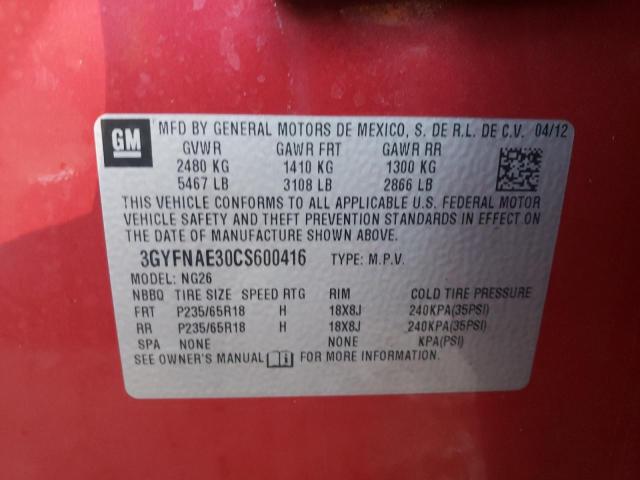 GM
MFD BY GENERAL MOTORS DE MEXICO, S. DE R.L. DE C.V. 04/12
GVWR GAWR FRT GAWR RR
2480 KG 1410 KG 1300 KG
5467 LB 3108 LB 2866 LB
THIS VEHICLE CONFORMS TO ALL APPLICABLE U.S. FEDERAL MOTOR
VEHICLE SAFETY AND THEFT PREVENTION STANDARDS IN EFFECT ON
THE DATE OF MANUFACTURE SHOWN ABOVE.
3GYFNAE30CS600416 TYPE: M.P.V.
MODEL: NG26
NBBQ TIRE SIZE SPEED RTG RIM COLD TIRE PRESSURE
FRT P235/65R18 H 18X8J 240KPA(35PSI)
RR P235/65R18 H 18X8J 240KPA(35PSI)
SPA NONE NONE KPA(PSI)
SEE OWNER'S MANUAL FOR MORE INFORMATION.